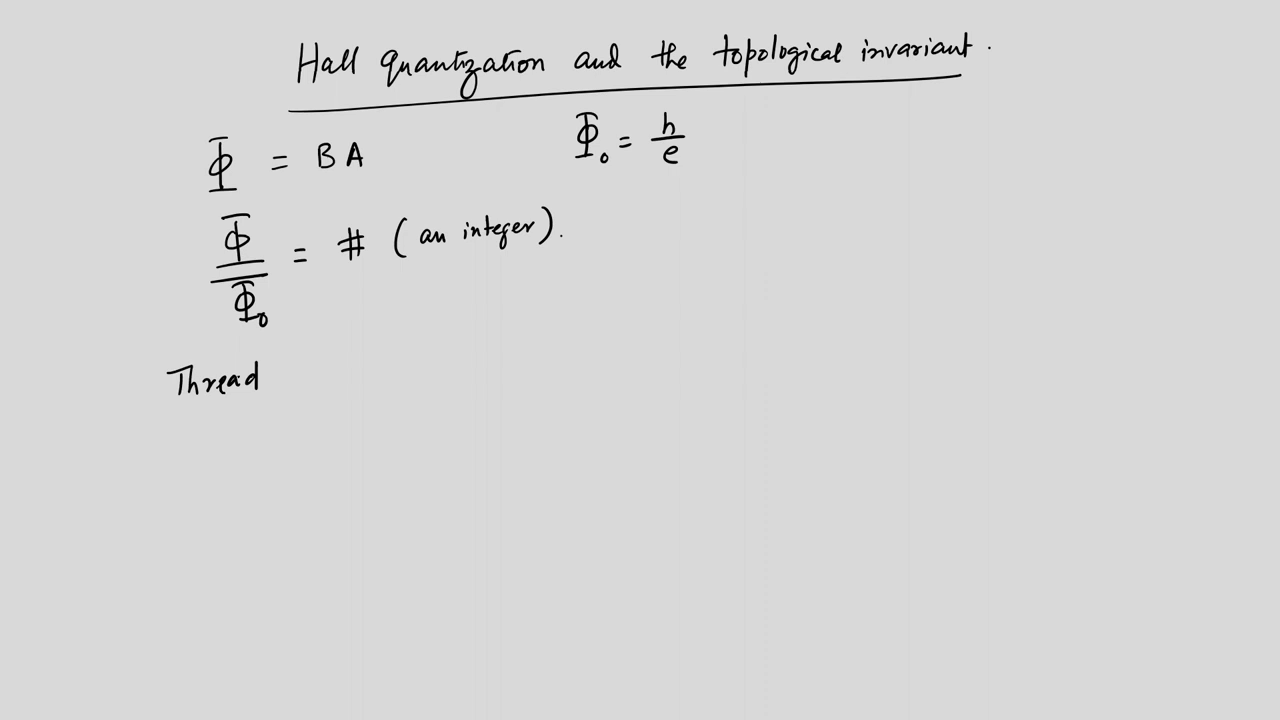 Hall quantization and the topological invariant.
Φ = BA    Φ₀ = h/e
Φ/Φ₀ = # (an integer).
Thread